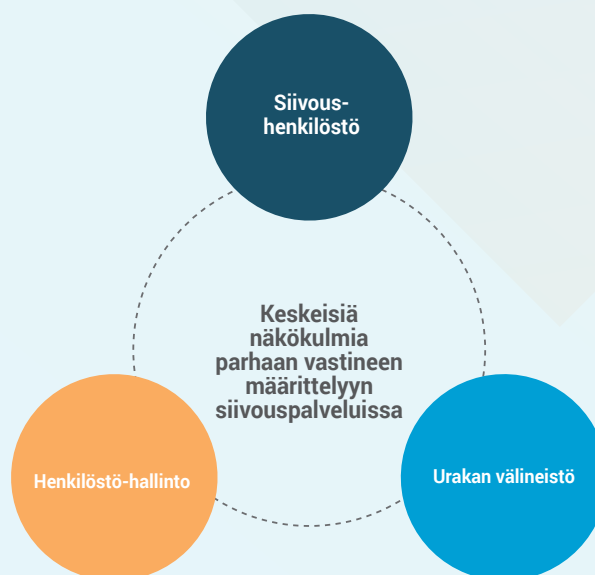 Siivous-
henkilöstö
Keskeisiä
näkökulmia
parhaan vastineen
määrittelyyn
siivouspalveluissa
Henkilöstö-hallinto
Urakan välineistö